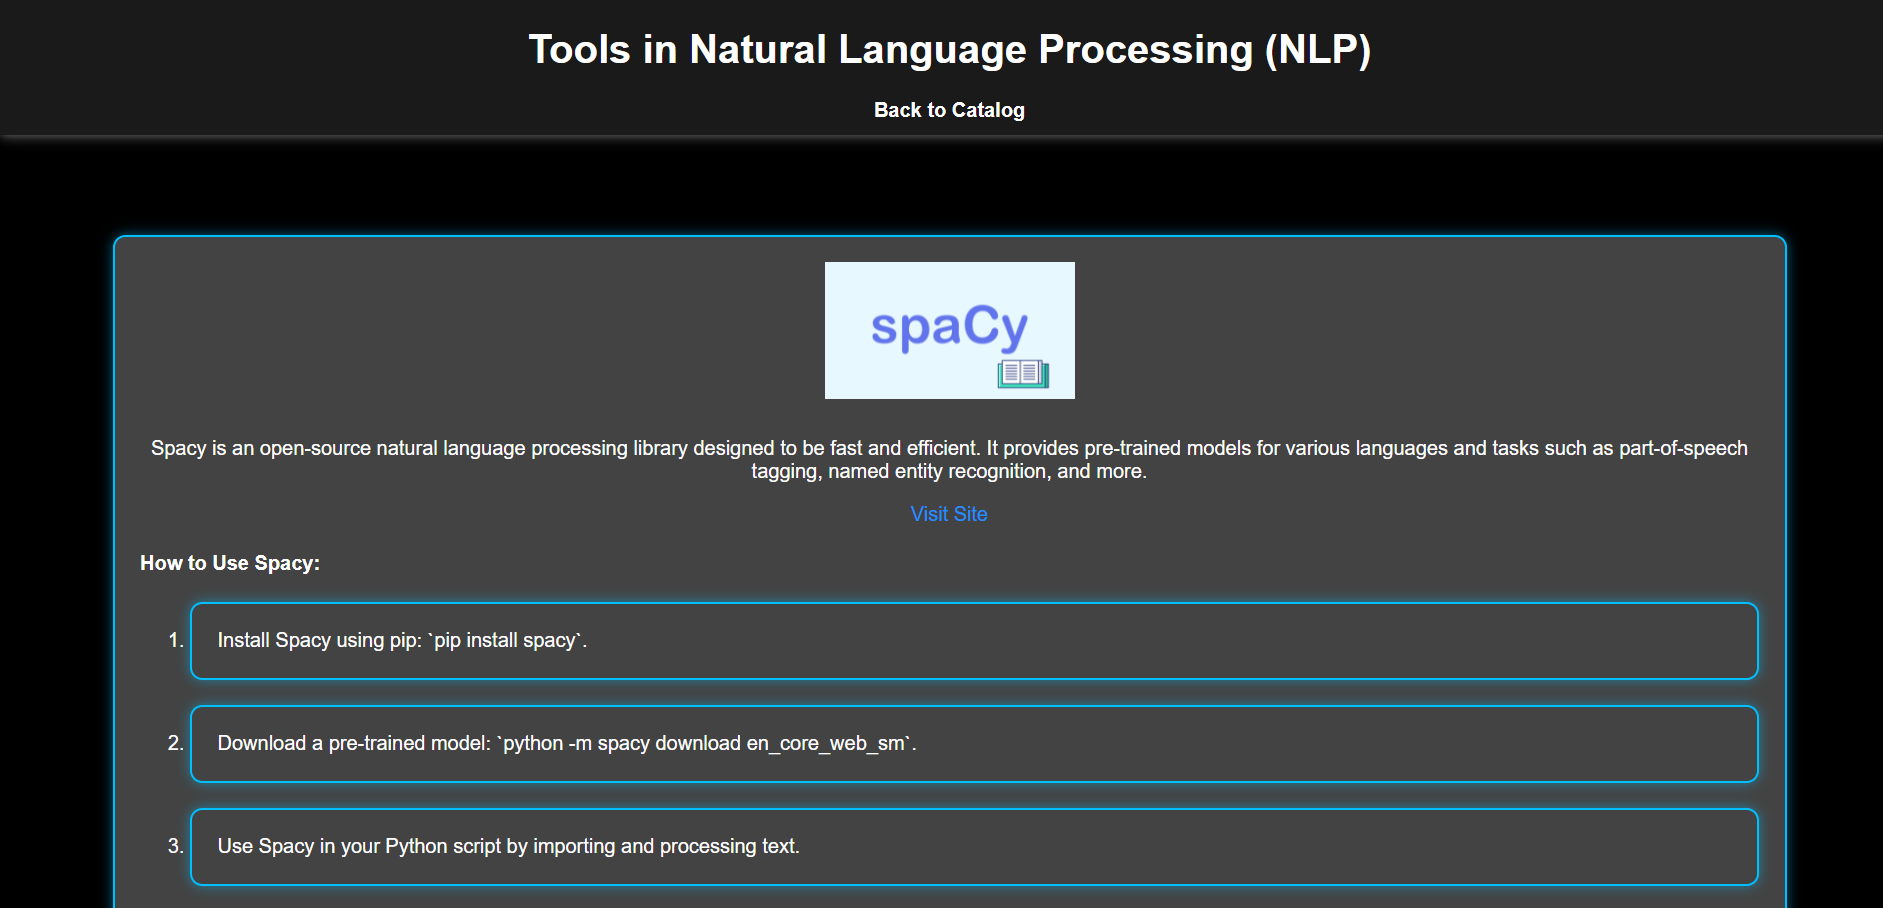 Tools in Natural Language Processing (NLP)
Back to Catalog
spaCy
Spacy is an open-source natural language processing library designed to be fast and efficient. It provides pre-trained models for various languages and tasks such as part-of-speech
tagging, named entity recognition, and more.
Visit Site
How to Use Spacy:
1. Install Spacy using pip: `pip install spacy`.
2. Download a pre-trained model: `python -m spacy download en_core_web_sm`.
3. Use Spacy in your Python script by importing and processing text.